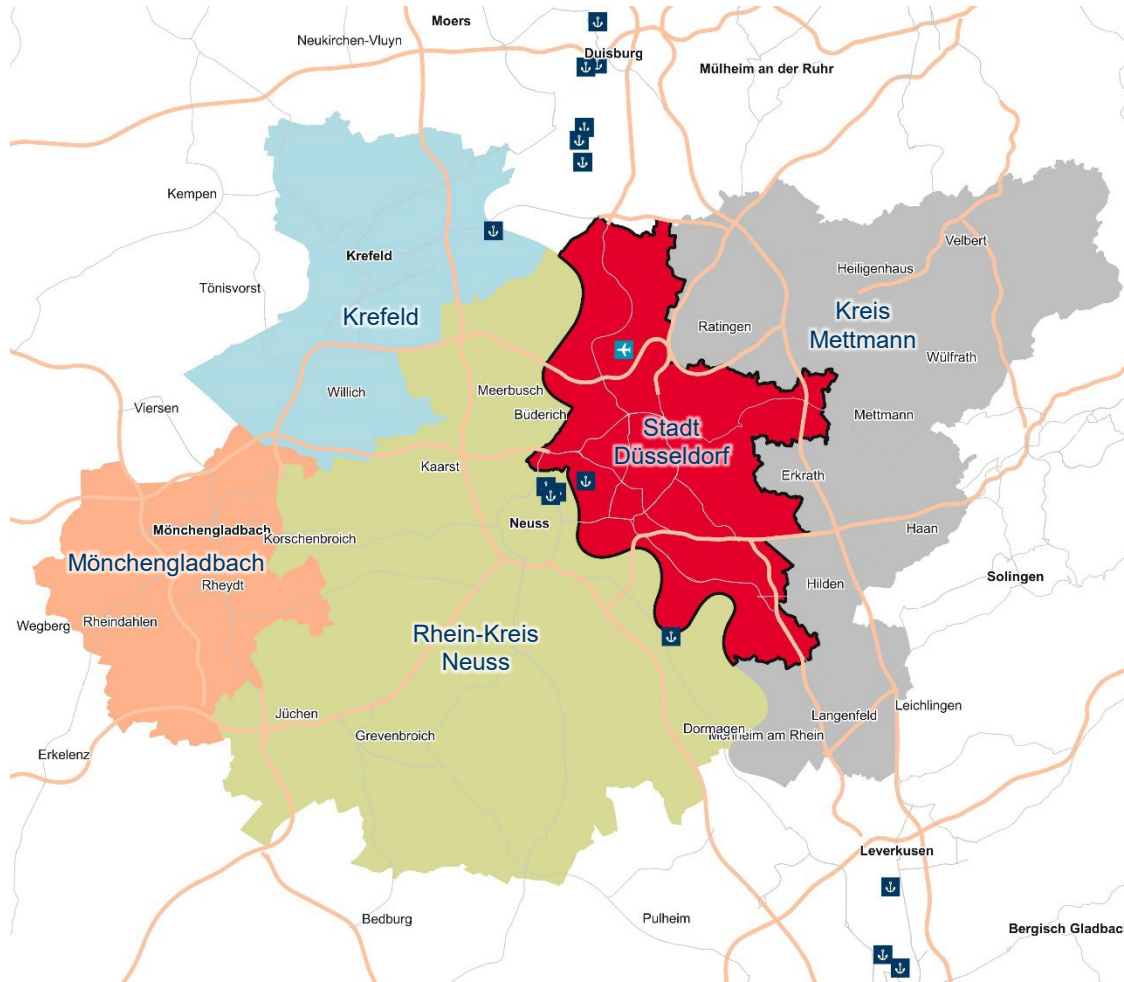 Moers
Neukirchen-Vluyn
Duisburg
Mülheim an der Ruhr
Kempen
Velbert
Krefeld
Heiligenhaus
Tönisvorst
Krefeld
Kreis
Mettmann
Ratingen
Wülfrath
Willich
Meerbusch
Viersen
Büderich
Mettmann
Stadt
Düsseldorf
Kaarst
Erkrath
Mönchengladbach
Neuss
Haan
Korschenbroich
Mönchengladbach
Rheydt
Hilden
Solingen
Wegberg
Rheindahlen
Rhein-Kreis
Neuss
Leichlingen
Jüchen
Langenfeld
Dormagen
Monheim am Rhein
Grevenbroich
Erkelenz
Leverkusen
Bedburg
Pulheim
Bergisch Gladbach